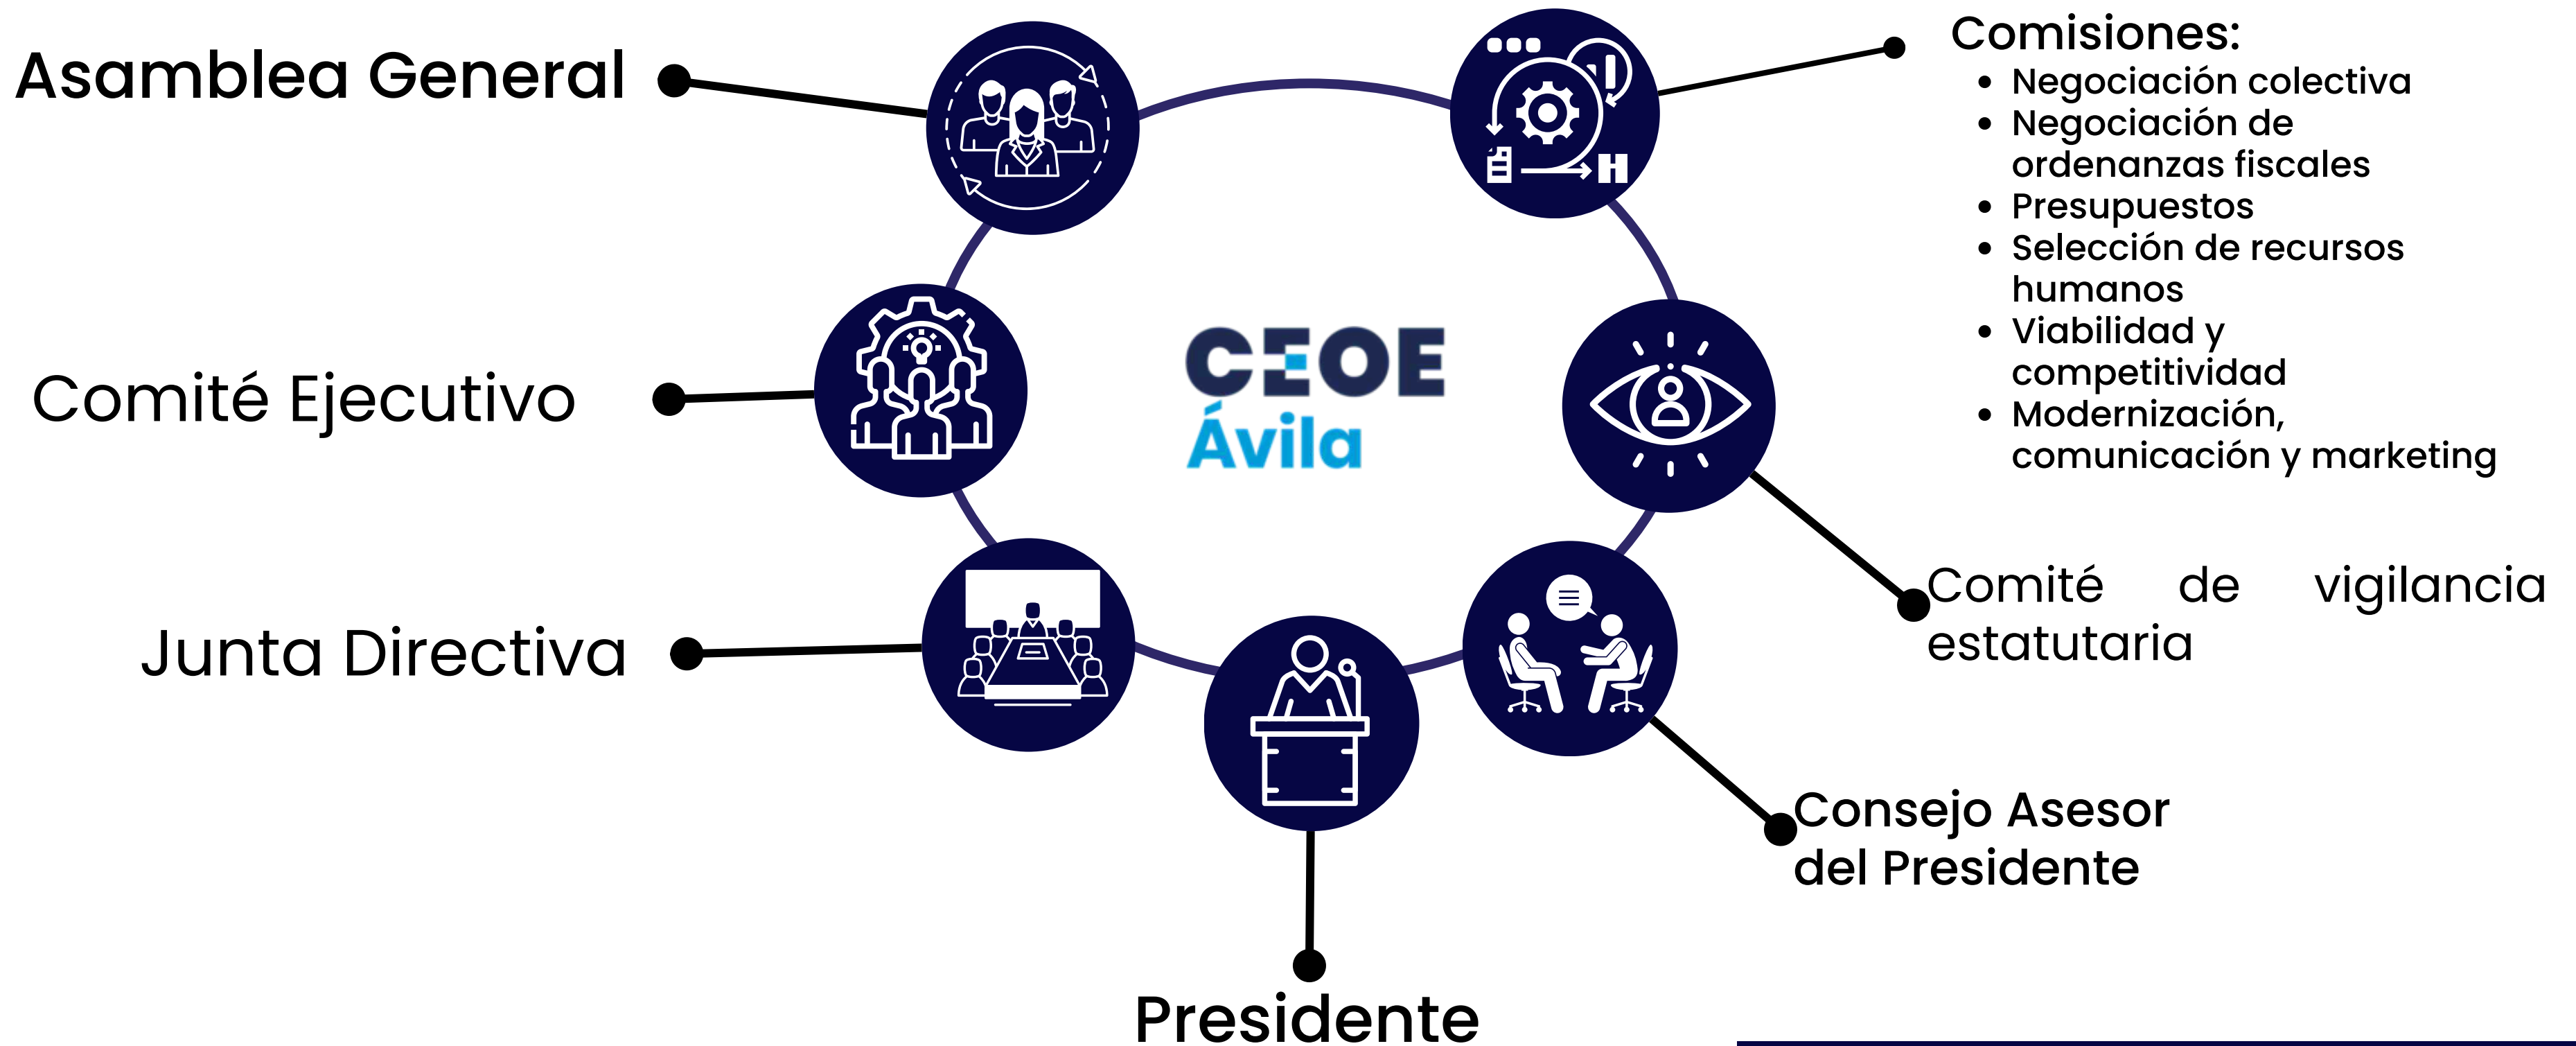 Asamblea General
Comité Ejecutivo
Junta Directiva
CEOE
Ávila
Presidente
Comisiones:
• Negociación colectiva
• Negociación de
ordenanzas fiscales
• Presupuestos
• Selección de recursos
humanos
• Viabilidad y
competitividad
• Modernización,
comunicación y marketing
Comité de vigilancia
estatutaria
Consejo Asesor
del Presidente